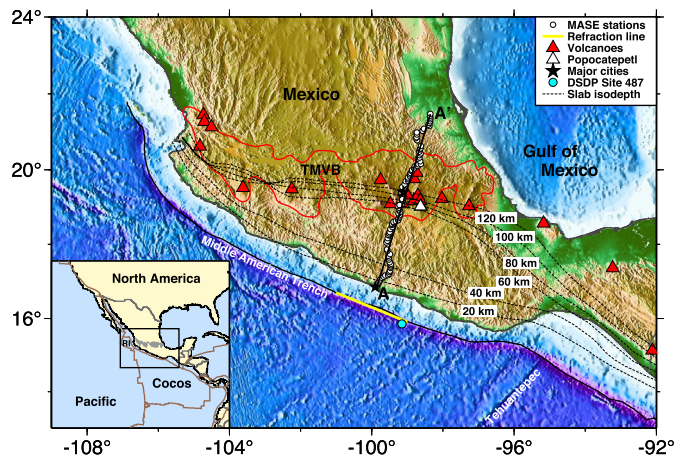 24°
20°
16°
12°
-108°
-104°
-100°
-96°
-92°
MASE stations
Refraction line
Volcanoes
Popocatepetl
Major cities
DSDP Site 487
Slab isodepth
Mexico
A'
Gulf of
Mexico
TMVB
120 km
100 km
80 km
60 km
40 km
20 km
A
Middle American Trench
Tehuantepec
North America
RI
Cocos
Pacific